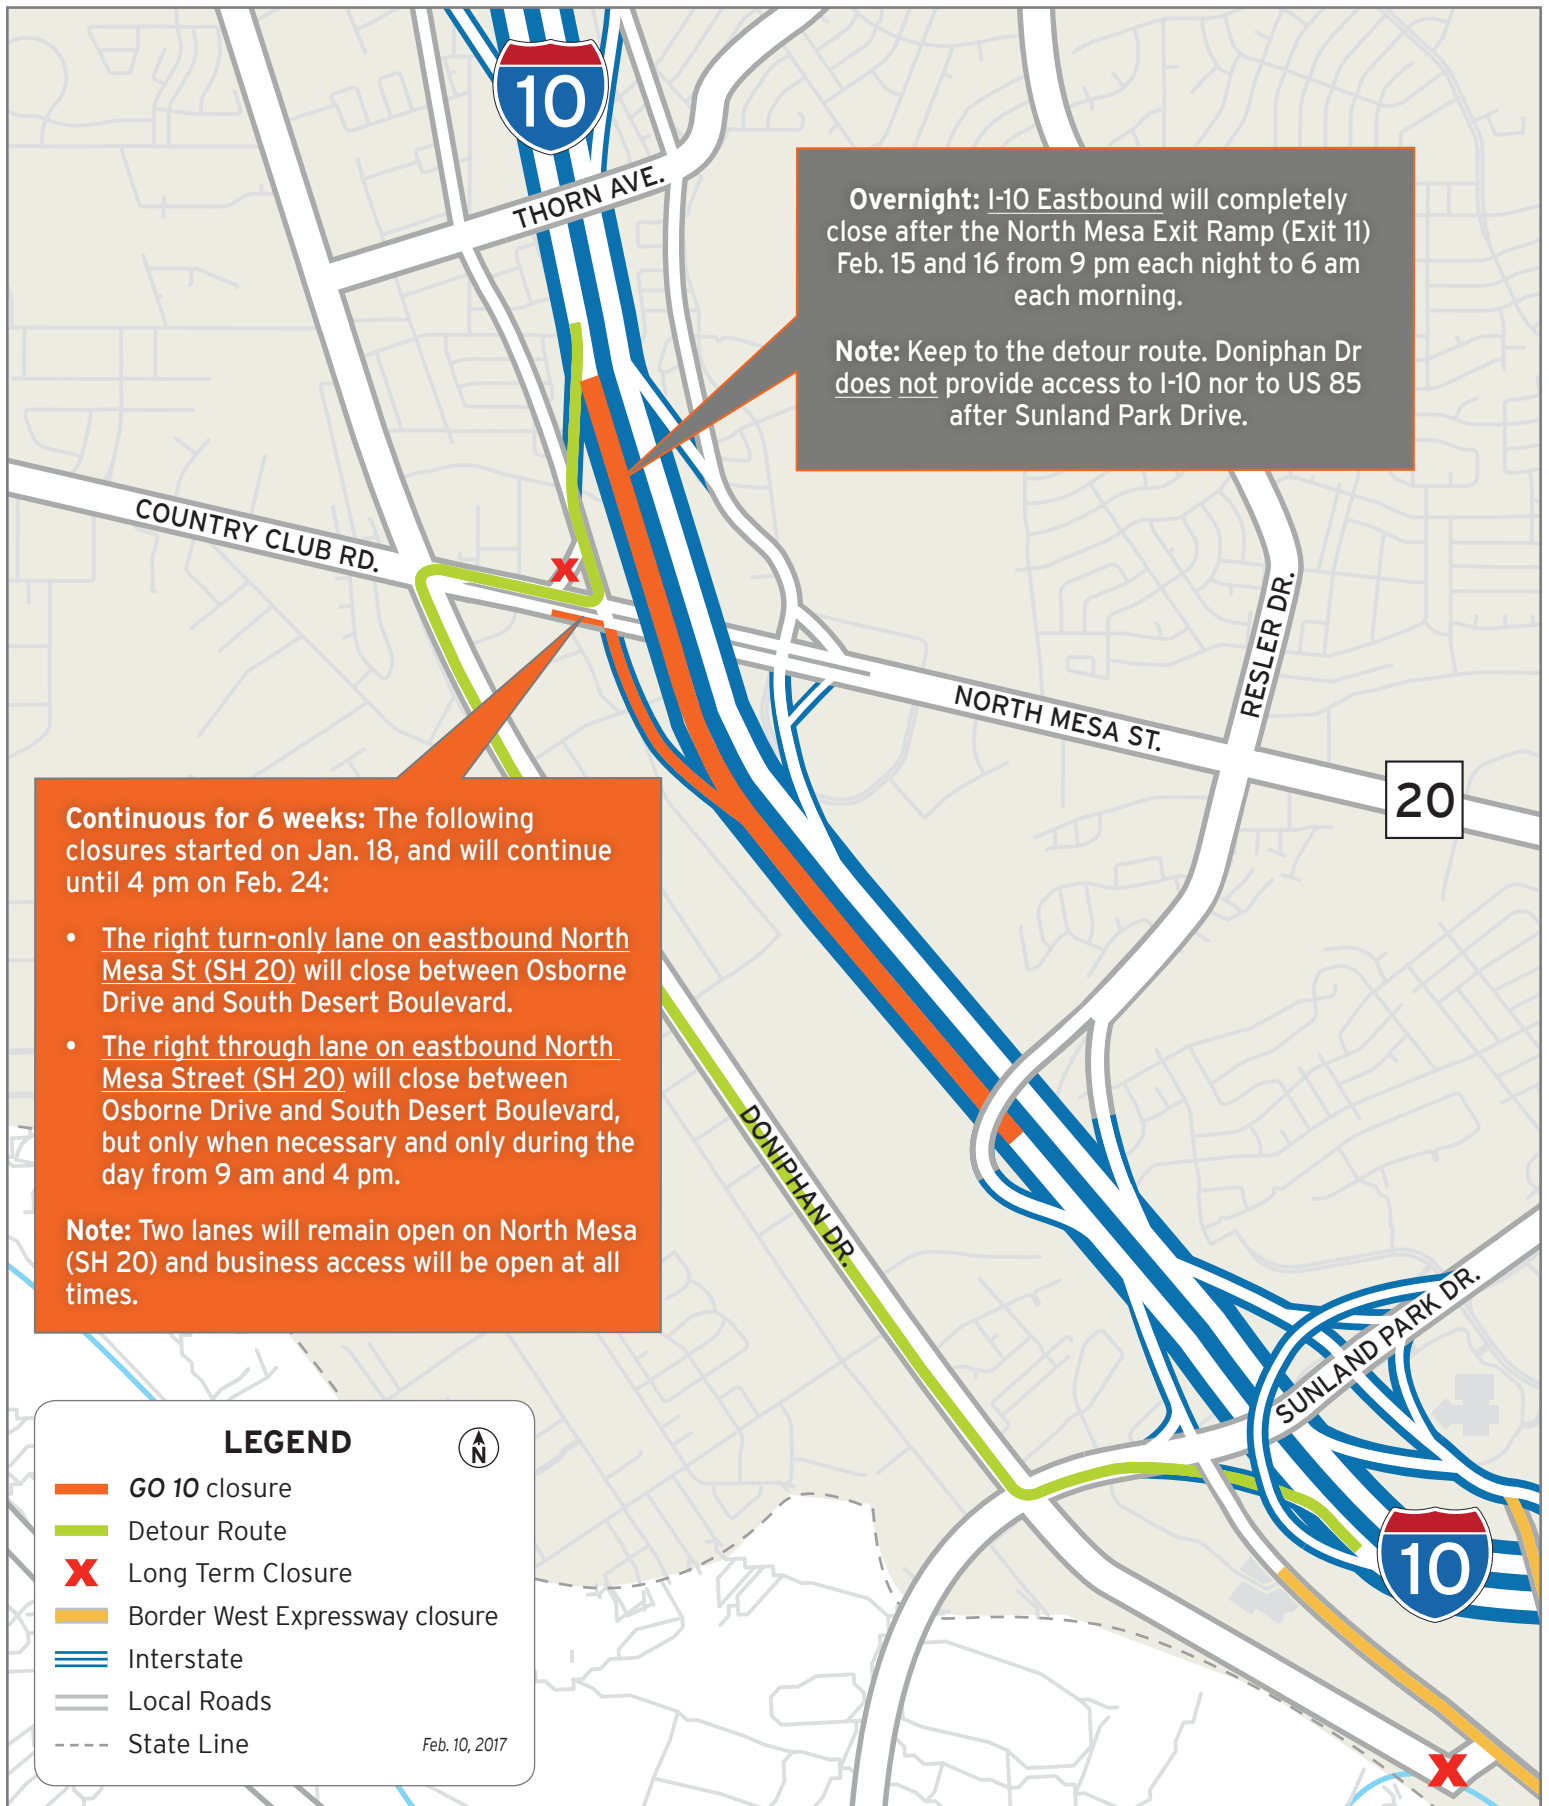 10
THORN AVE.
Overnight: I-10 Eastbound will completely
close after the North Mesa Exit Ramp (Exit 11)
Feb. 15 and 16 from 9 pm each night to 6 am
each morning.
Note: Keep to the detour route. Doniphan Dr
does not provide access to I-10 nor to US 85
after Sunland Park Drive.
COUNTRY CLUB RD.
RESLER DR.
NORTH MESA ST.
20
Continuous for 6 weeks: The following
closures started on Jan. 18, and will continue
until 4 pm on Feb. 24:
• The right turn-only lane on eastbound North
Mesa St (SH 20) will close between Osborne
Drive and South Desert Boulevard.
• The right through lane on eastbound North
Mesa Street (SH 20) will close between
Osborne Drive and South Desert Boulevard,
but only when necessary and only during the
day from 9 am and 4 pm.
Note: Two lanes will remain open on North Mesa
(SH 20) and business access will be open at all
times.
DONIPHAN DR.
SUNLAND PARK DR.
10
LEGEND
N
GO 10 closure
Detour Route
X Long Term Closure
Border West Expressway closure
Interstate
Local Roads
State Line
Feb. 10, 2017